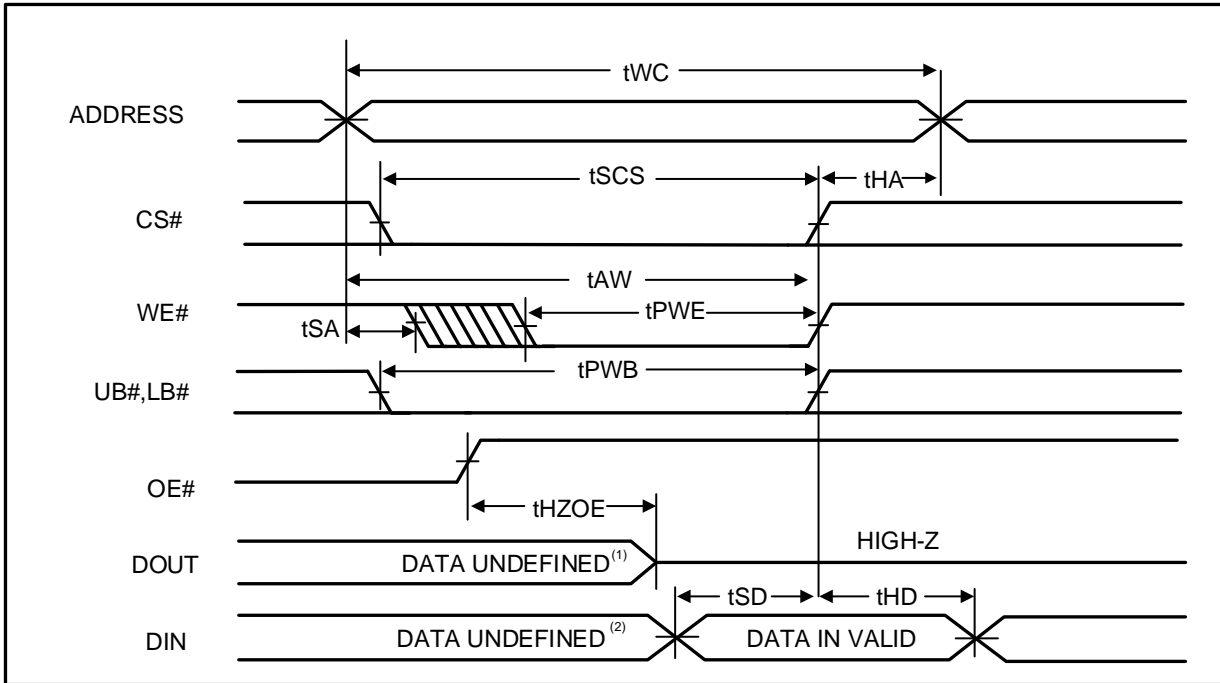 tWC
ADDRESS
tSCS
tHA
CS#
tAW
WE#
tSA
tPWE
tPWB
UB#,LB#
OE#
tHZOE
HIGH-Z
DOUT
DATA UNDEFINED(1)
tSD
tHD
DIN
DATA UNDEFINED (2)
DATA IN VALID